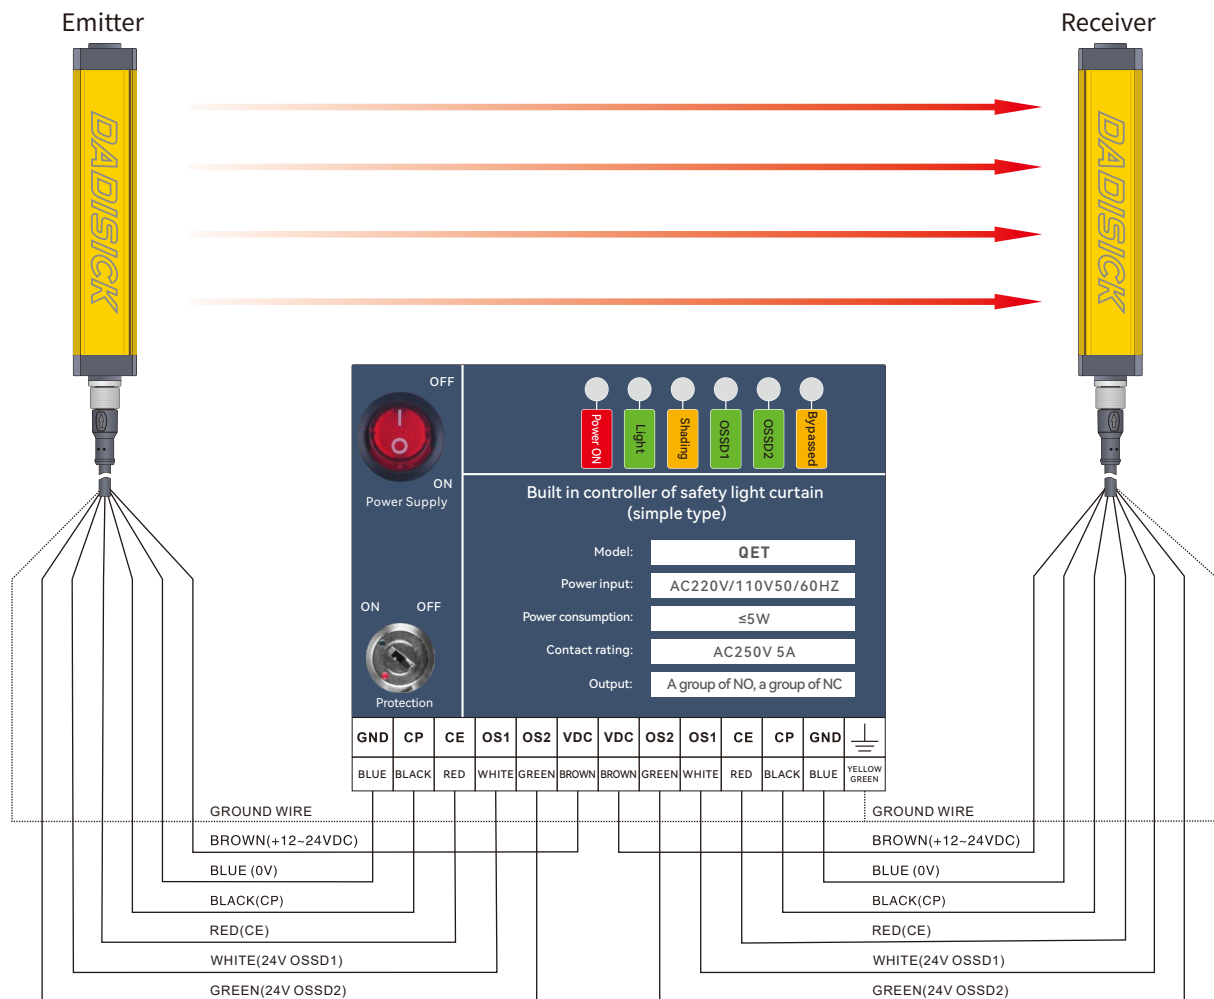 Emitter
Receiver
DADISICK
DADISICK
OFF
ON
Power Supply
ON OFF
Protection
Power ON
Light
Shading
OSSD1
OSSD2
Bypassed
Built in controller of safety light curtain
(simple type)
Model: QET
Power input: AC220V/110V50/60HZ
Power consumption: ≤5W
Contact rating: AC250V 5A
Output: A group of NO, a group of NC
GND CP CE OS1 OS2 VDC VDC OS2 OS1 CE CP GND
BLUE BLACK RED WHITE GREEN BROWN BROWN GREEN WHITE RED BLACK BLUE YELLOW GREEN
GROUND WIRE
BROWN(+12~24VDC)
BLUE (0V)
BLACK(CP)
RED(CE)
WHITE(24V OSSD1)
GREEN(24V OSSD2)
GROUND WIRE
BROWN(+12~24VDC)
BLUE (0V)
BLACK(CP)
RED(CE)
WHITE(24V OSSD1)
GREEN(24V OSSD2)